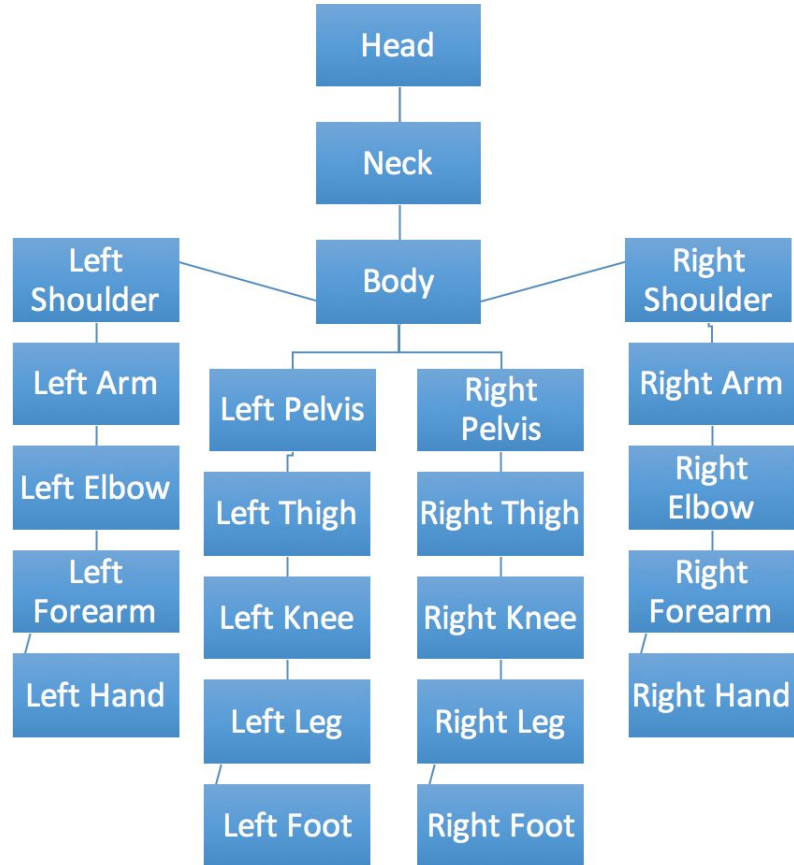 Head
Neck
Body
Left
Shoulder
Left Arm
Left Elbow
Left
Forearm
Left Hand
Left Pelvis
Left Thigh
Left Knee
Left Leg
Left Foot
Right
Pelvis
Right Thigh
Right Knee
Right Leg
Right Foot
Right
Shoulder
Right Arm
Right
Elbow
Right
Forearm
Right Hand